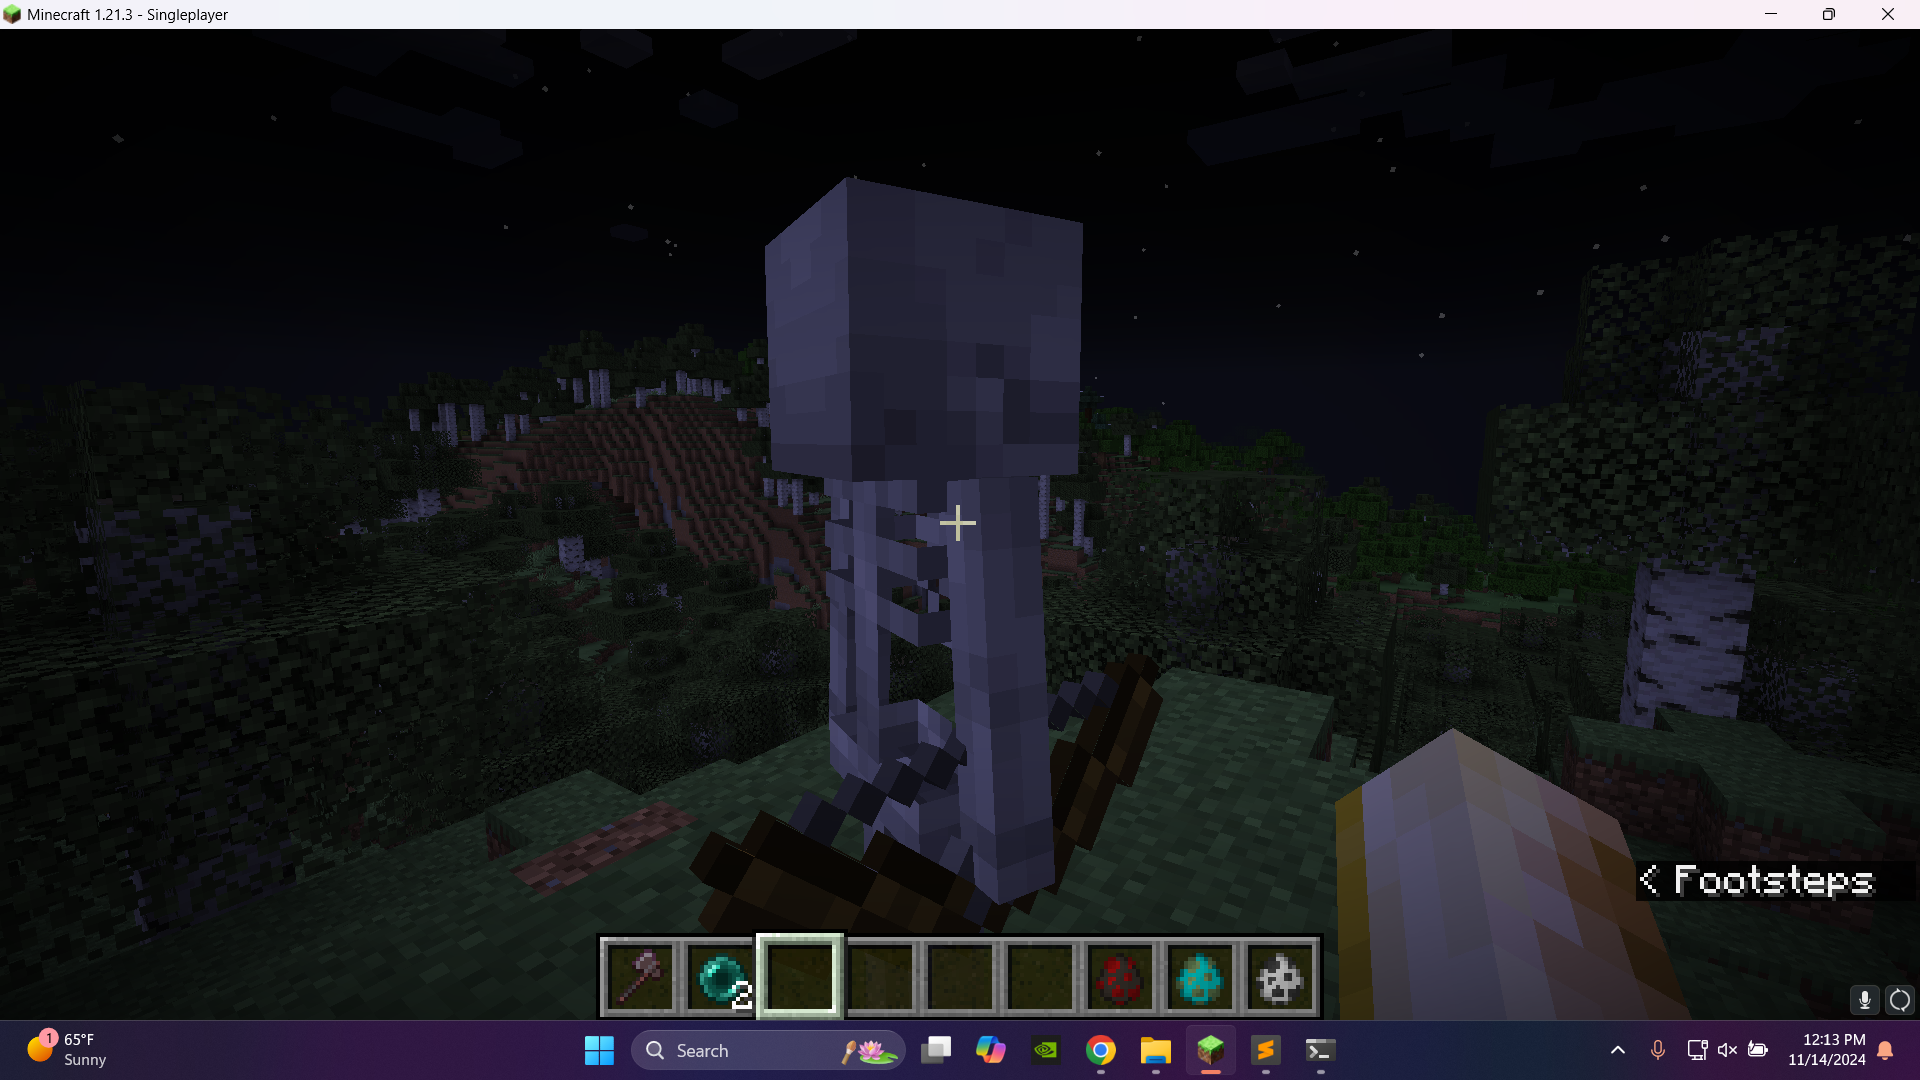 Minecraft 1.21.3 - Singleplayer
< Footsteps
2
1
65°F
Sunny
Search
12:13 PM
11/14/2024